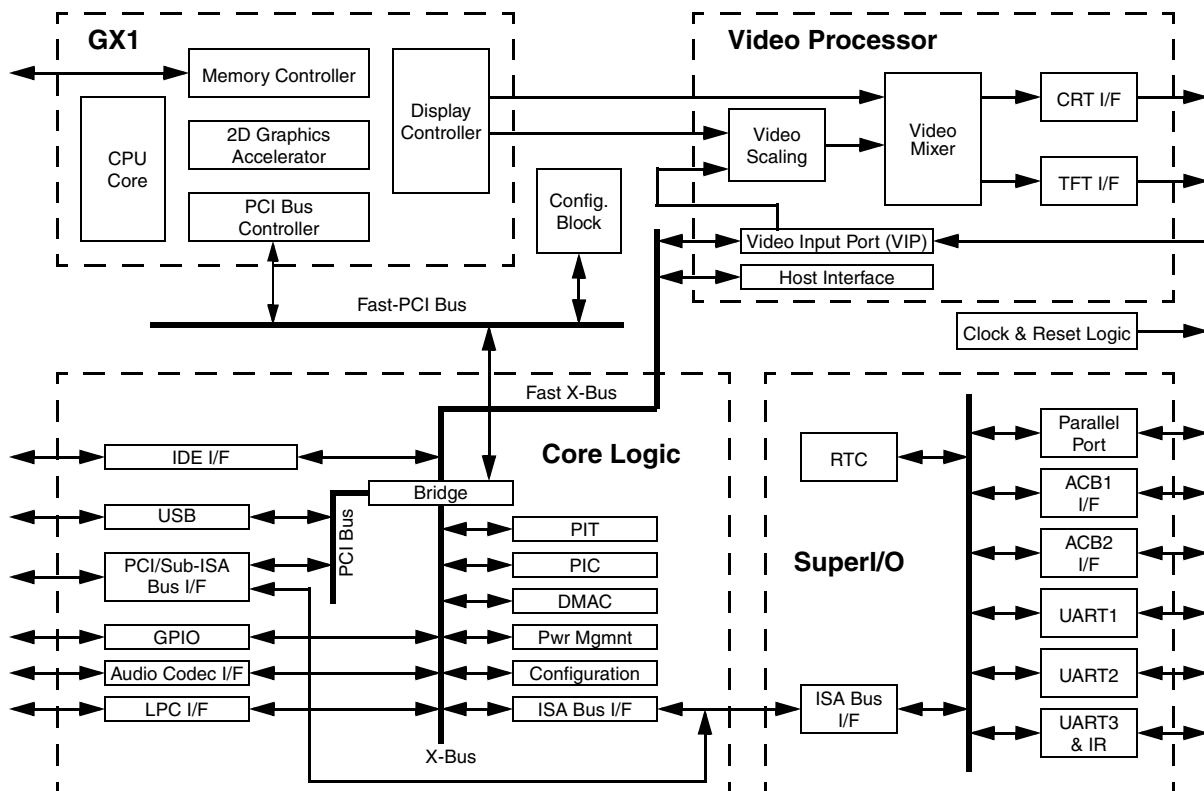 GX1
Memory Controller
CPU
Core
2D Graphics
Accelerator
PCI Bus
Controller
Display
Controller
Config.
Block
Fast-PCI Bus
Video Processor
Video
Scaling
Video
Mixer
CRT I/F
TFT I/F
Video Input Port (VIP)
Host Interface
Clock & Reset Logic
Fast X-Bus
Core Logic
IDE I/F
Bridge
USB
PCI Bus
PCI/Sub-ISA
Bus I/F
GPIO
Audio Codec I/F
LPC I/F
PIT
PIC
DMAC
Pwr Mgmnt
Configuration
ISA Bus I/F
X-Bus
SuperI/O
RTC
ISA Bus
I/F
Parallel
Port
ACB1
I/F
ACB2
I/F
UART1
UART2
UART3
& IR